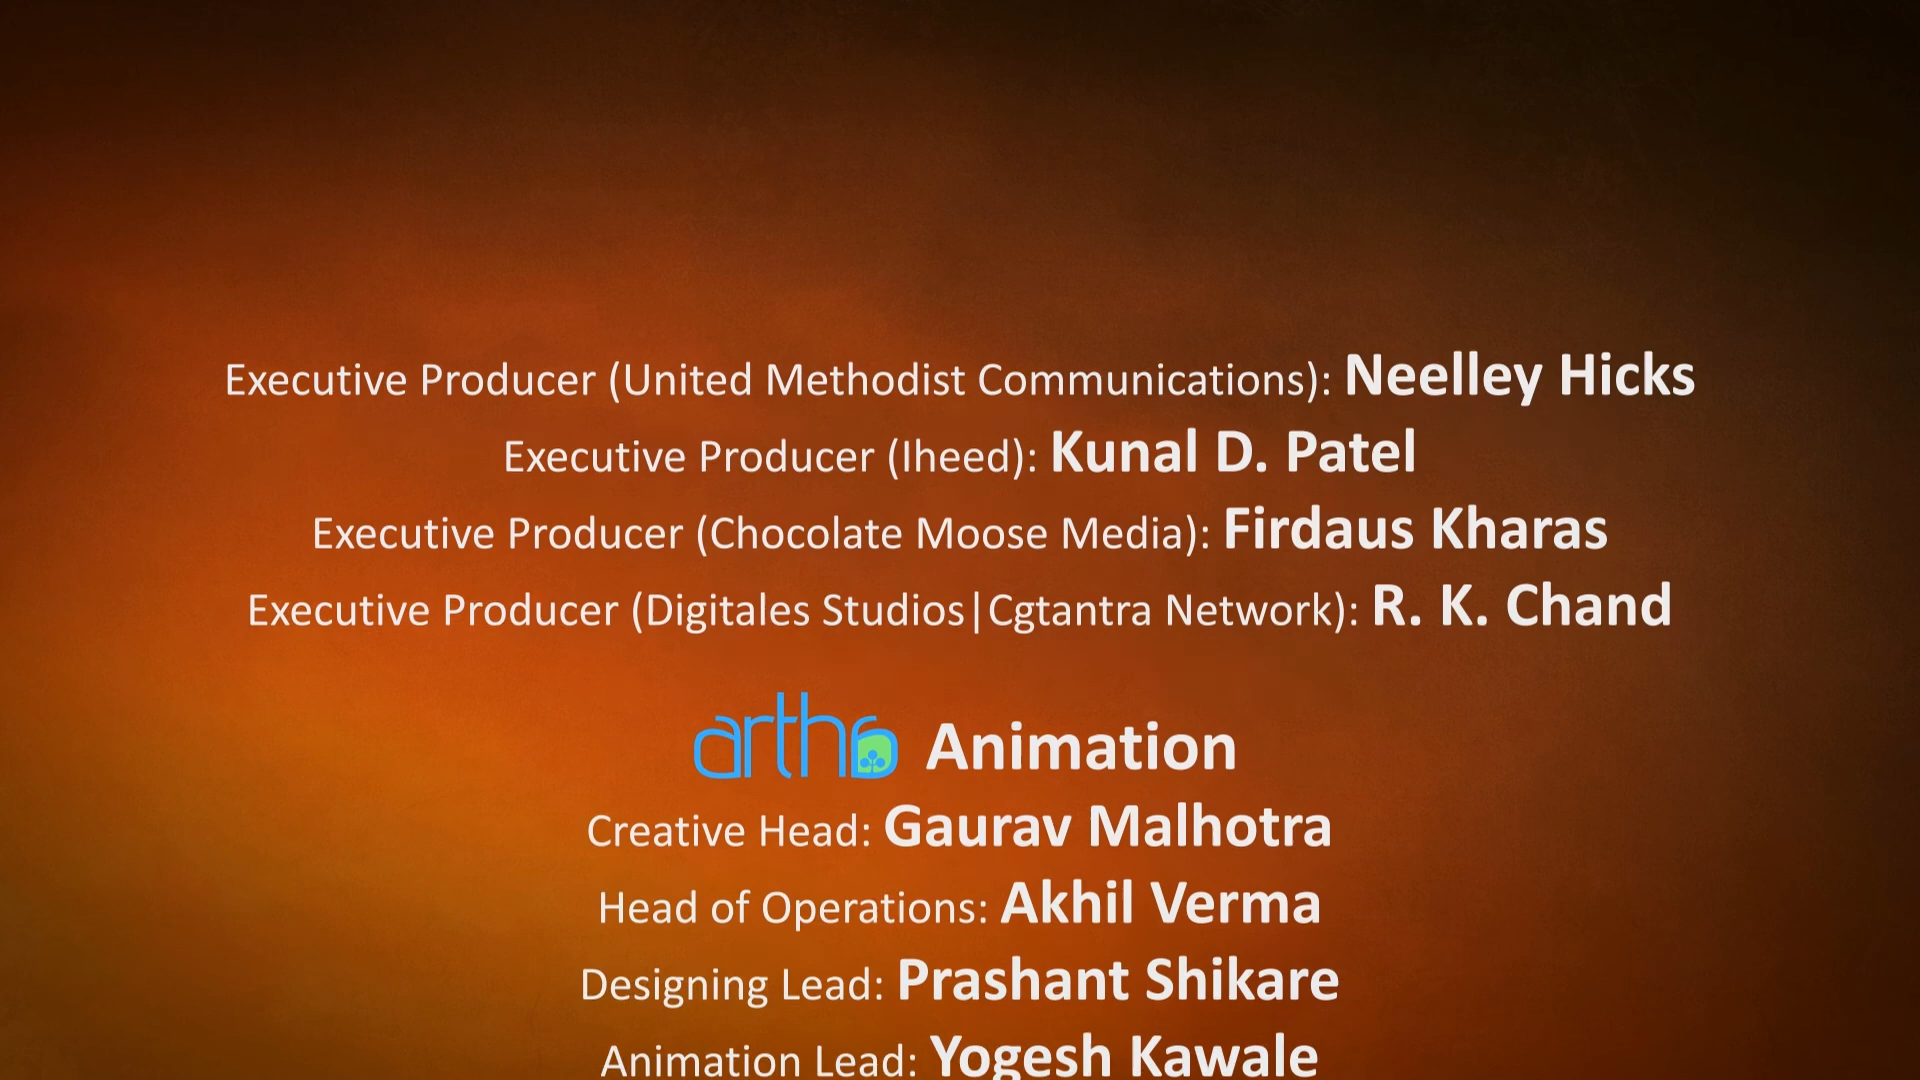 Executive Producer (United Methodist Communications): Neelley Hicks
Executive Producer (Iheed): Kunal D. Patel
Executive Producer (Chocolate Moose Media): Firdaus Kharas
Executive Producer (Digitales Studios|Cgtantra Network): R. K. Chand
artha Animation
Creative Head: Gaurav Malhotra
Head of Operations: Akhil Verma
Designing Lead: Prashant Shikare
Animation Lead: Yogesh Kawale